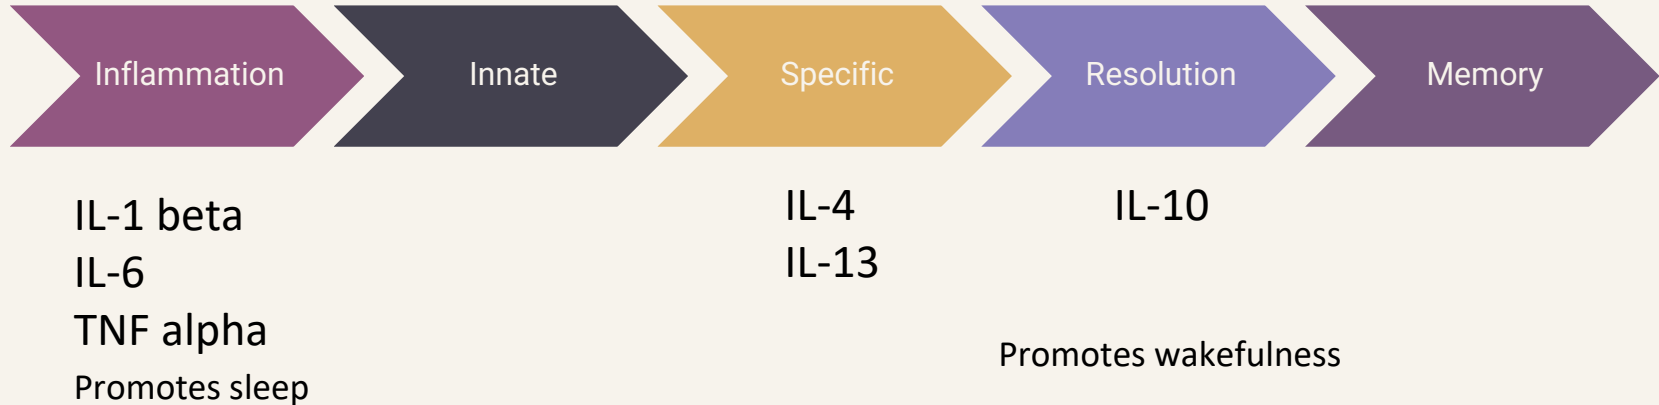 Inflammation
Innate
Specific
Resolution
Memory
IL-1 beta
IL-6
TNF alpha
Promotes sleep
IL-4
IL-13
IL-10
Promotes wakefulness